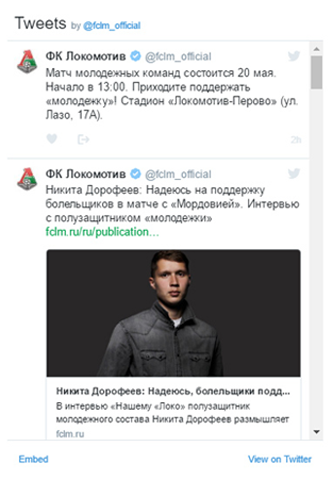 Tweets by @fclm_official
ФК Локомотив @fclm_official
Матч молодежных команд состоится 20 мая.
Начало в 13:00. Приходите поддержать
«молодежку»! Стадион «Локомотив-Перово» (ул.
Лазо, 17А).
2h
ФК Локомотив @fclm_official
Никита Дорофеев: Надеюсь на поддержку
болельщиков в матче с «Мордовией». Интервью
с полузащитником «молодежки»
fclm.ru/ru/publication…
Никита Дорофеев: Надеюсь, болельщики подд...
В интервью «Нашему «Локо» полузащитник
молодежного состава Никита Дорофеев размышляет
fclm.ru
Embed View on Twitter